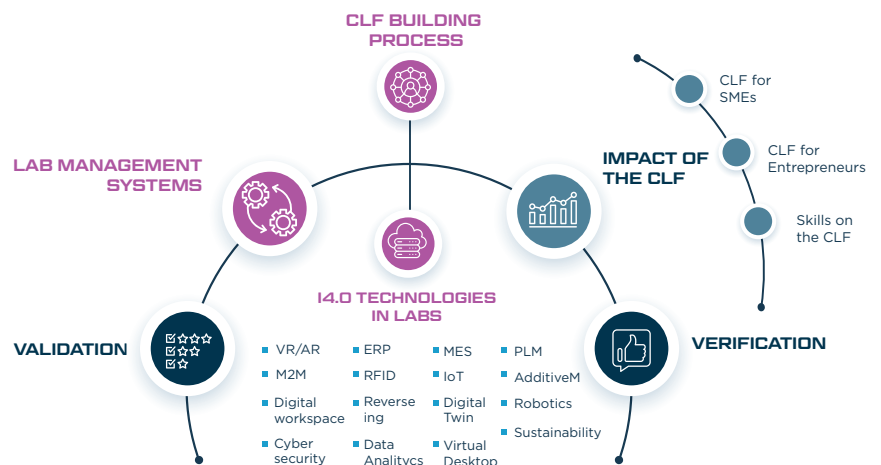 CLF BUILDING
PROCESS
LAB MANAGEMENT
SYSTEMS
IMPACT OF
THE CLF
CLF for
SMEs
CLF for
Entrepreneurs
Skills on
the CLF
I4.0 TECHNOLOGIES
IN LABS
VALIDATION
VERIFICATION
VR/AR
M2M
Digital
workspace
Cyber
security
ERP
RFID
Reverse
ing
Data
Analitycs
MES
IoT
Digital
Twin
Virtual
Desktop
PLM
AdditiveM
Robotics
Sustainability